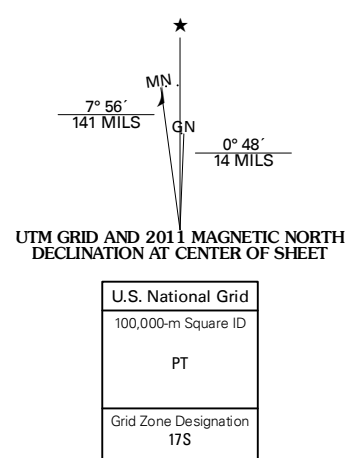 ★
MN
GN
7° 56´
141 MILS
0° 48´
14 MILS
UTM GRID AND 2011 MAGNETIC NORTH
DECLINATION AT CENTER OF SHEET
U.S. National Grid
100,000-m Square ID
PT
Grid Zone Designation
17S